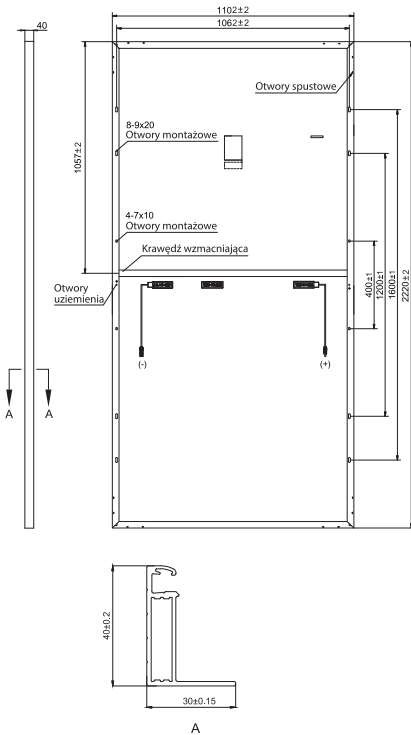 1102±2
1062±2
40
Otwory spustowe
8-9x20
Otwory montażowe
1057±2
4-7x10
Otwory montażowe
Krawędź wzmacniająca
Otwory
uziemienia
400±1
1200±1
1600±1
2220±2
(-)
(+)
A
A
40±0.2
30±0.15
A